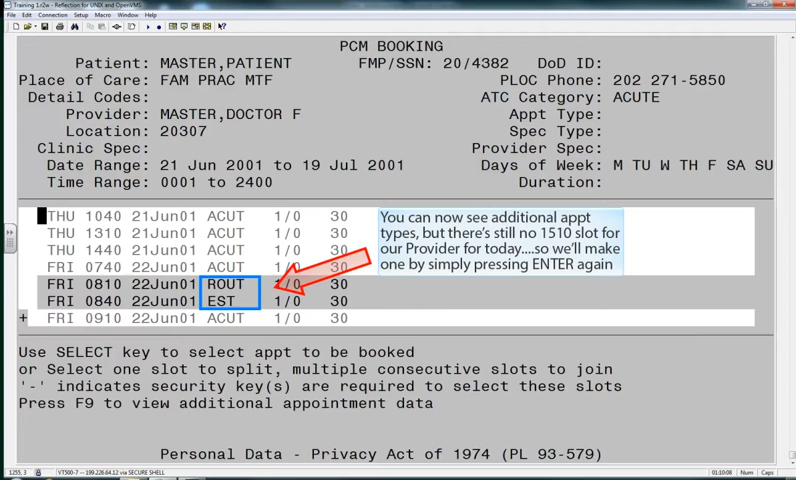 Training 1.r2w - Reflection for UNIX and OpenVMS
File Edit Connection Setup Macro Window Help
PCM BOOKING
Patient: MASTER,PATIENT FMP/SSN: 20/4382 DoD ID:
Place of Care: FAM PRAC MTF PLOC Phone: 202 271-5850
Detail Codes: ATC Category: ACUTE
Provider: MASTER,DOCTOR F Appt Type:
Location: 20307 Spec Type:
Clinic Spec: Provider Spec:
Date Range: 21 Jun 2001 to 19 Jul 2001 Days of Week: M TU W TH F SA SU
Time Range: 0001 to 2400 Duration:
THU 1040 21Jun01 ACUT 1/0 30
THU 1310 21Jun01 ACUT 1/0 30
THU 1440 21Jun01 ACUT 1/0 30
FRI 0740 22Jun01 ACUT 1/0 30
FRI 0810 22Jun01 ROUT 1/0 30
FRI 0840 22Jun01 EST 1/0 30
+ FRI 0910 22Jun01 ACUT 1/0 30
You can now see additional appt
types, but there's still no 1510 slot for
our Provider for today....so we'll make
one by simply pressing ENTER again
Use SELECT key to select appt to be booked
or Select one slot to split, multiple consecutive slots to join
'-' indicates security key(s) are required to select these slots
Press F9 to view additional appointment data
Personal Data - Privacy Act of 1974 (PL 93-579)
1255, 3 VT500-7 -- 199.226.64.12 via SECURE SHELL 01:10:08 Num Caps